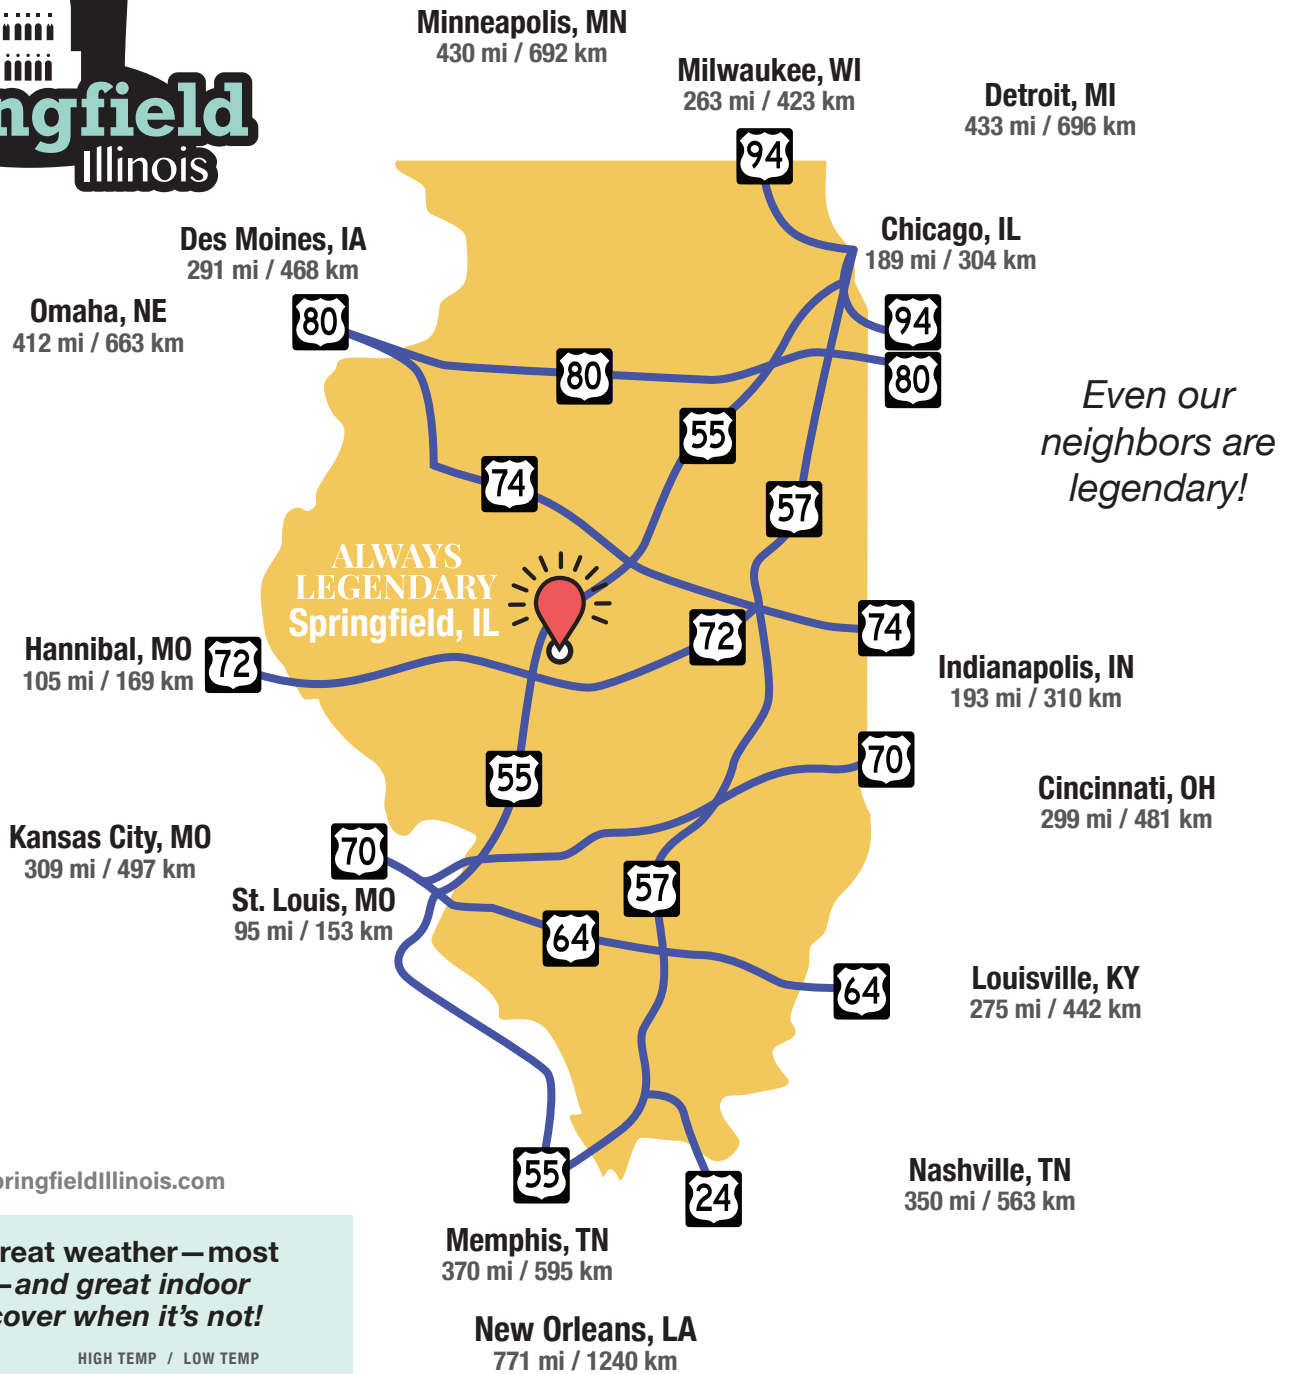 Minneapolis, MN
430 mi / 692 km
Milwaukee, WI
263 mi / 423 km
Detroit, MI
433 mi / 696 km
ngfield
Illinois
94
Des Moines, IA
291 mi / 468 km
Chicago, IL
189 mi / 304 km
Omaha, NE
412 mi / 663 km
80
94
80
80
Even our
neighbors are
legendary!
55
74
57
ALWAYS
LEGENDARY
Springfield, IL
74
72
Hannibal, MO
105 mi / 169 km
72
Indianapolis, IN
193 mi / 310 km
70
55
Cincinnati, OH
299 mi / 481 km
Kansas City, MO
309 mi / 497 km
70
57
St. Louis, MO
95 mi / 153 km
64
64
Louisville, KY
275 mi / 442 km
55
24
Nashville, TN
350 mi / 563 km
pringfieldIllinois.com
Memphis, TN
370 mi / 595 km
reat weather—most
—and great indoor
cover when it's not!
HIGH TEMP / LOW TEMP
New Orleans, LA
771 mi / 1240 km